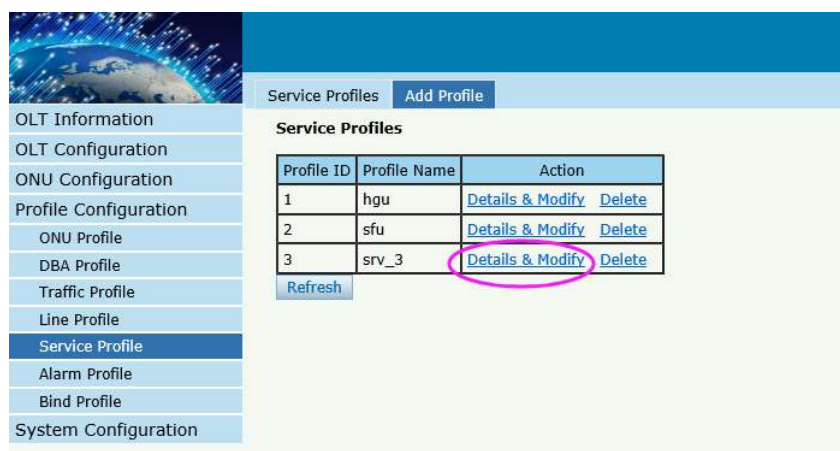 Service Profiles Add Profile
OLT Information
OLT Configuration
ONU Configuration
Profile Configuration
ONU Profile
DBA Profile
Traffic Profile
Line Profile
Service Profile
Alarm Profile
Bind Profile
System Configuration
Service Profiles
Profile ID Profile Name Action
1 hgu Details & Modify Delete
2 sfu Details & Modify Delete
3 srv_3 Details & Modify Delete
Refresh